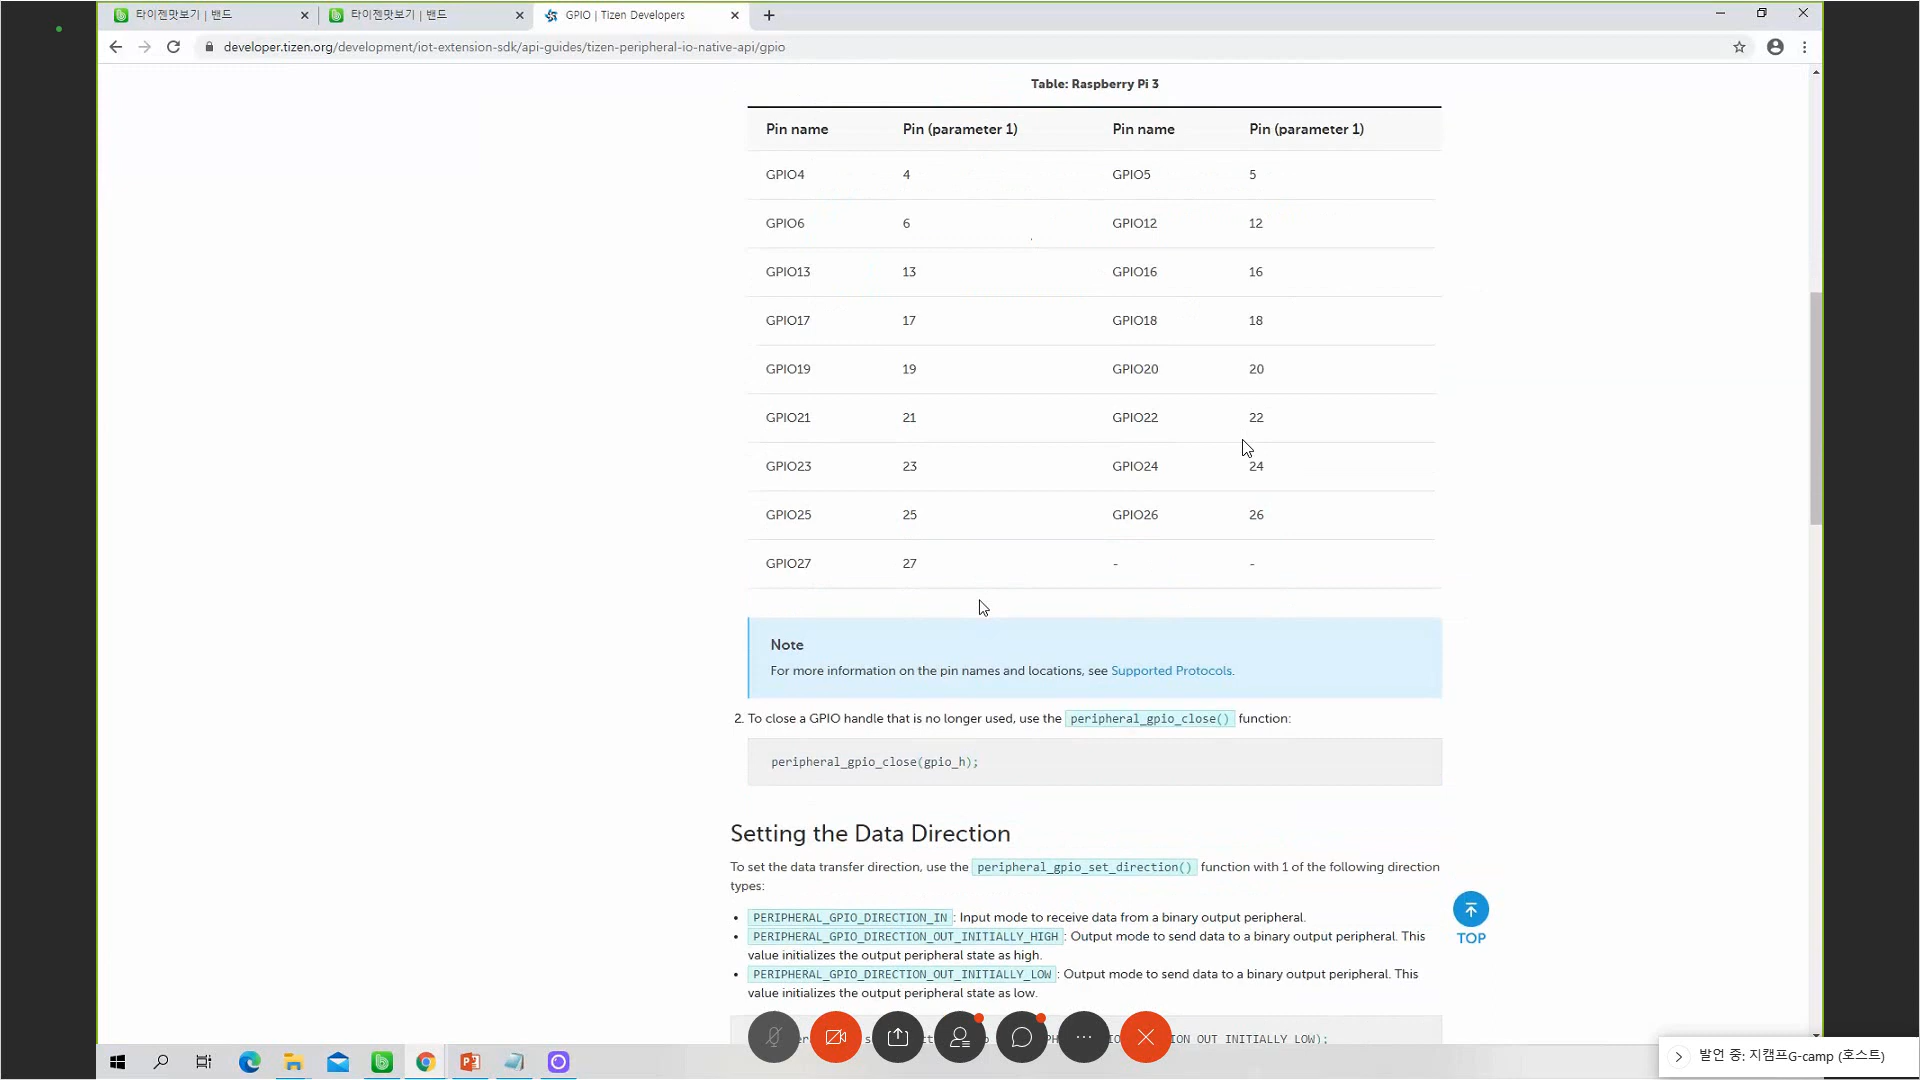 타이젠맛보기 | 밴드
타이젠맛보기 | 밴드
GPIO | Tizen Developers
developer.tizen.org/development/iot-extension-sdk/api-guides/tizen-peripheral-io-native-api/gpio
Table: Raspberry Pi 3
Pin name Pin (parameter 1) Pin name Pin (parameter 1)
GPIO4 4 GPIO5 5
GPIO6 6 GPIO12 12
GPIO13 13 GPIO16 16
GPIO17 17 GPIO18 18
GPIO19 19 GPIO20 20
GPIO21 21 GPIO22 22
GPIO23 23 GPIO24 24
GPIO25 25 GPIO26 26
GPIO27 27 - -
Note
For more information on the pin names and locations, see Supported Protocols.
2. To close a GPIO handle that is no longer used, use the peripheral_gpio_close() function:
peripheral_gpio_close(gpio_h);
Setting the Data Direction
To set the data transfer direction, use the peripheral_gpio_set_direction() function with 1 of the following direction
types:
• PERIPHERAL_GPIO_DIRECTION_IN : Input mode to receive data from a binary output peripheral.
• PERIPHERAL_GPIO_DIRECTION_OUT_INITIALLY_HIGH : Output mode to send data to a binary output peripheral. This
value initializes the output peripheral state as high.
• PERIPHERAL_GPIO_DIRECTION_OUT_INITIALLY_LOW : Output mode to send data to a binary output peripheral. This
value initializes the output peripheral state as low.
OUT_INITIALLY_LOW);
TOP
발언 중: 지캠프G-camp (호스트)